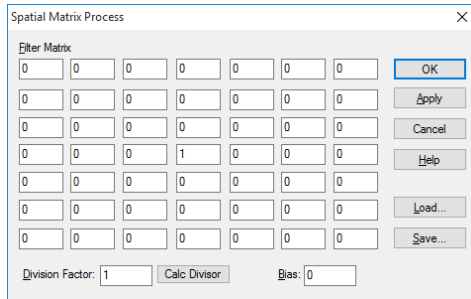 Spatial Matrix Process
Filter Matrix
0 0 0 0 0 0 0 OK
0 0 0 0 0 0 0 Apply
0 0 0 0 0 0 0 Cancel
0 0 0 1 0 0 0 Help
0 0 0 0 0 0 0
0 0 0 0 0 0 0 Load...
0 0 0 0 0 0 0 Save...
Division Factor: 1 Calc Divisor Bias: 0